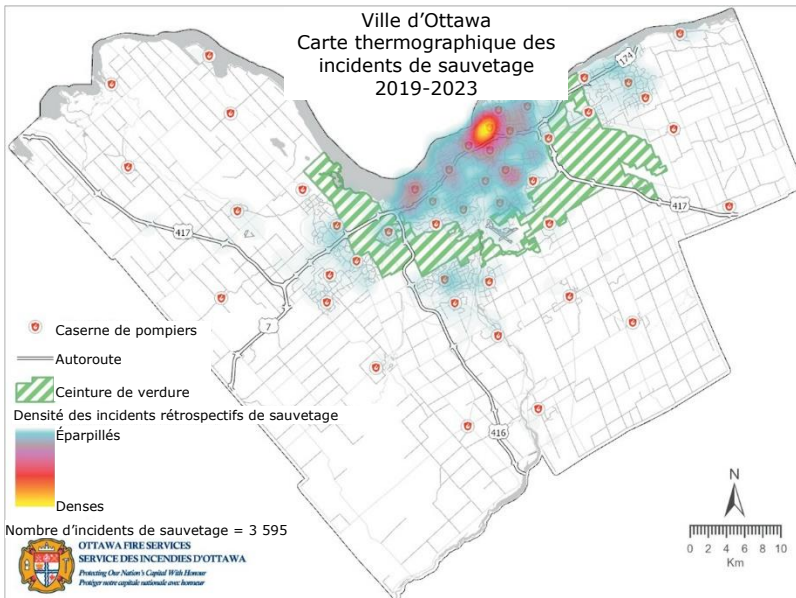 Ville d’Ottawa
Carte thermographique des
incidents de sauvetage
2019-2023
174
417
417
7
416
Caserne de pompiers
Autoroute
Ceinture de verdure
Densité des incidents rétrospectifs de sauvetage
Éparpillés
Denses
Nombre d’incidents de sauvetage = 3 595
OTTAWA FIRE SERVICES
SERVICE DES INCENDIES D'OTTAWA
Protecting Our Nation's Capital With Honour
Protéger notre capitale nationale avec honneur
N
0 2 4 6 8 10
Km